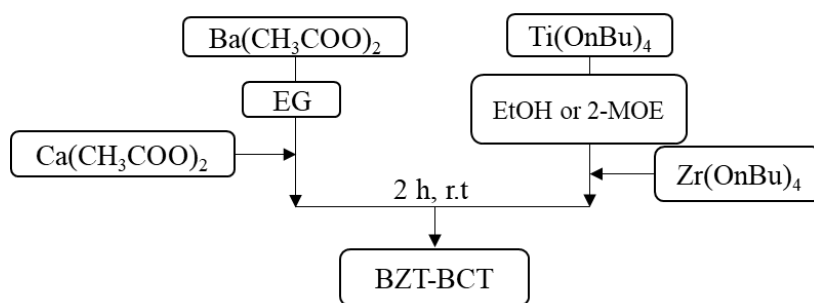 Ba(CH₃COO)₂
Ti(OnBu)₄
EG
EtOH or 2-MOE
Ca(CH₃COO)₂
Zr(OnBu)₄
2 h, r.t
BZT-BCT